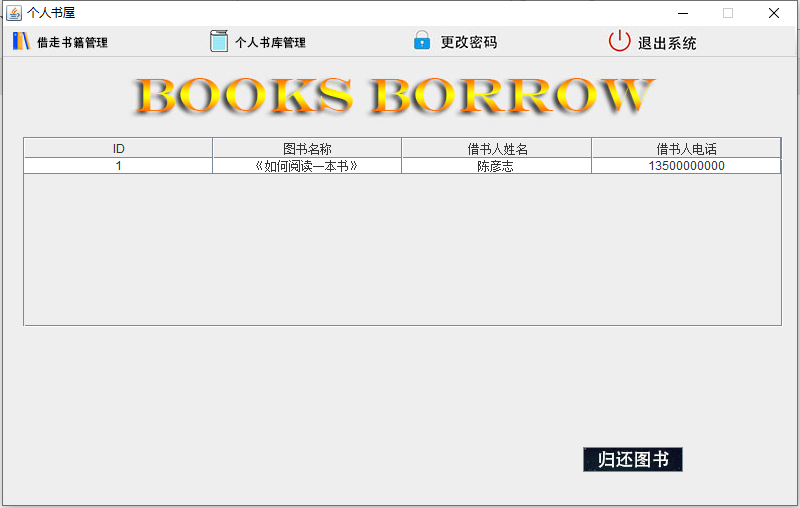 个人书屋
借走书籍管理 个人书库管理 更改密码 退出系统
BOOKS BORROW
ID 图书名称 借书人姓名 借书人电话
1 《如何阅读一本书》 陈彦志 13500000000
归还图书